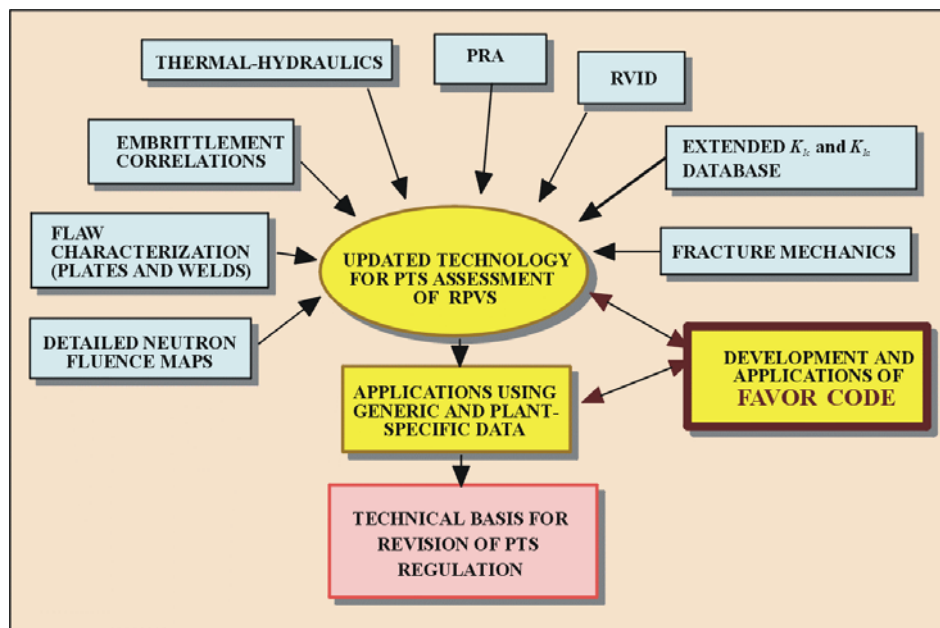 THERMAL-HYDRAULICS
PRA
RVID
EMBRITTLEMENT
CORRELATIONS
EXTENDED KIc and KIa
DATABASE
FLAW
CHARACTERIZATION
(PLATES AND WELDS)
UPDATED TECHNOLOGY
FOR PTS ASSESSMENT
OF RPVS
FRACTURE MECHANICS
DETAILED NEUTRON
FLUENCE MAPS
APPLICATIONS USING
GENERIC AND PLANT-
SPECIFIC DATA
DEVELOPMENT AND
APPLICATIONS OF
FAVOR CODE
TECHNICAL BASIS FOR
REVISION OF PTS
REGULATION